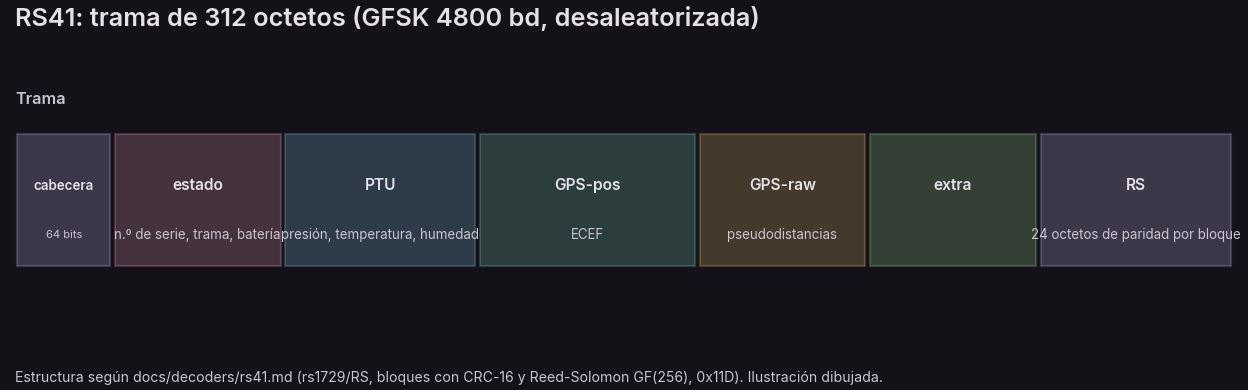 RS41: trama de 312 octetos (GFSK 4800 bd, desaleatorizada)
Trama
cabecera estado PTU GPS-pos GPS-raw extra RS
64 bits n.º de serie, trama, batería presión, temperatura, humedad ECEF pseudodistancias 24 octetos de paridad por bloque
Estructura según docs/decoders/rs41.md (rs1729/RS, bloques con CRC-16 y Reed-Solomon GF(256), 0x11D). Ilustración dibujada.